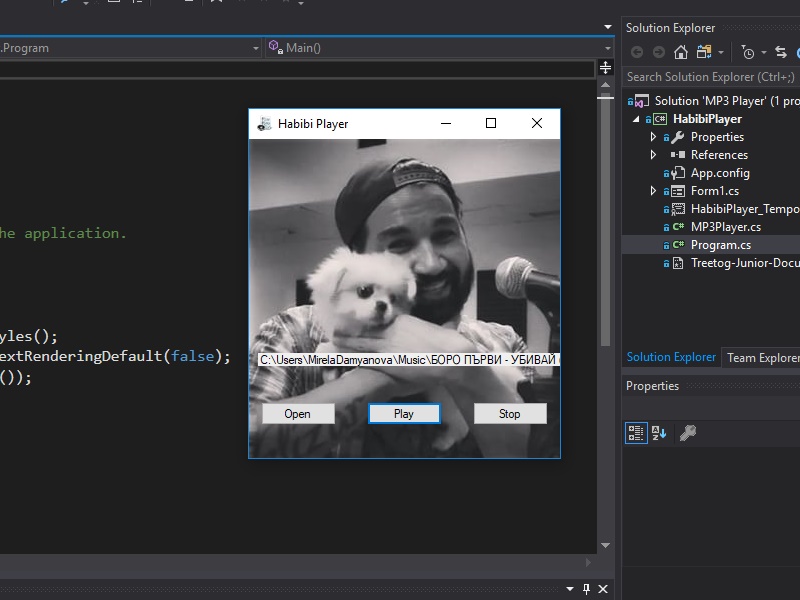 .Program
Main()
he application.
yles();
extRenderingDefault(false);
());
Habibi Player
C:\Users\MirelaDamyanova\Music\БОРО ПЪРВИ - УБИВАЙ
Open
Play
Stop
Solution Explorer
Search Solution Explorer (Ctrl+;)
Solution 'MP3 Player' (1 pro
HabibiPlayer
Properties
References
App.config
Form1.cs
HabibiPlayer_Tempo
MP3Player.cs
Program.cs
Treetog-Junior-Docu
Solution Explorer
Team Explorer
Properties